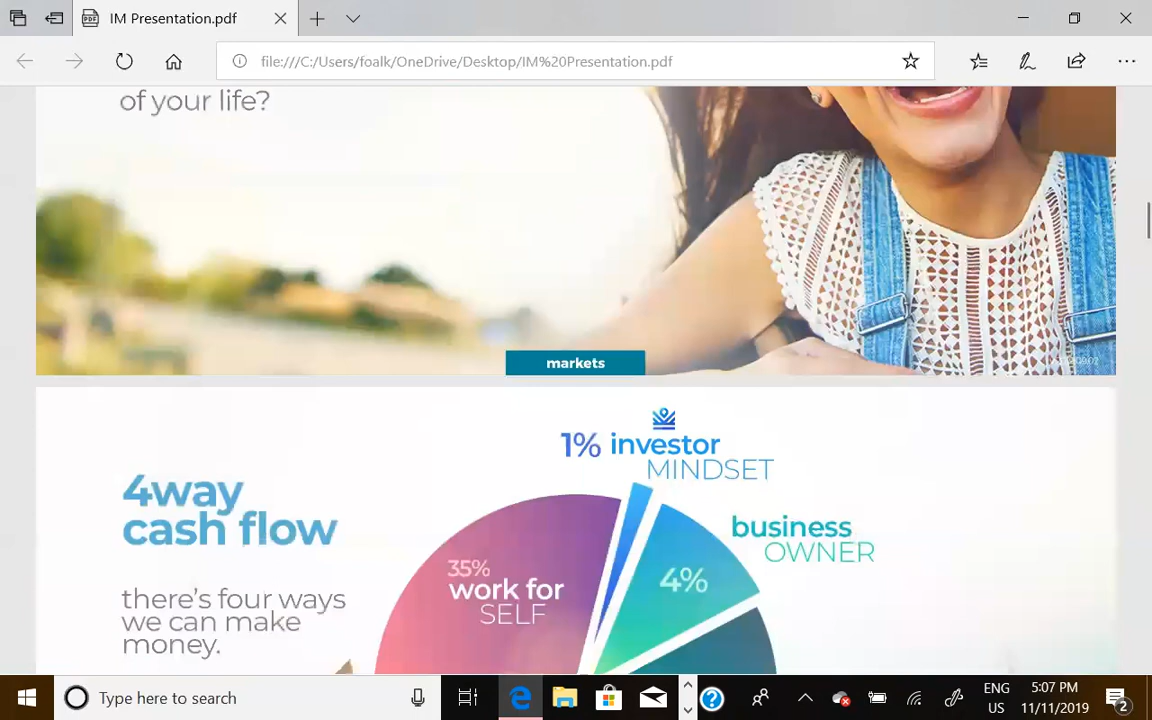 IM Presentation.pdf
file:///C:/Users/foalk/OneDrive/Desktop/IM%20Presentation.pdf
of your life?
markets
1% investor
MINDSET
4way
cash flow
business
OWNER
35%
work for
SELF
4%
there's four ways
we can make
money.
Type here to search
ENG
US
5:07 PM
11/11/2019
2